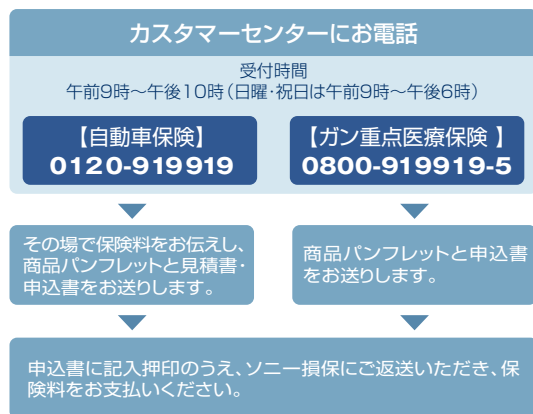 カスタマーセンターにお電話
受付時間
午前9時～午後10時(日曜・祝日は午前9時～午後6時)
【自動車保険】
0120-919919
【ガン重点医療保険 】
0800-919919-5
その場で保険料をお伝えし、
商品パンフレットと見積書・
申込書をお送りします。
商品パンフレットと申込書
をお送りします。
申込書に記入押印のうえ、ソニー損保にご返送いただき、保
険料をお支払いください。